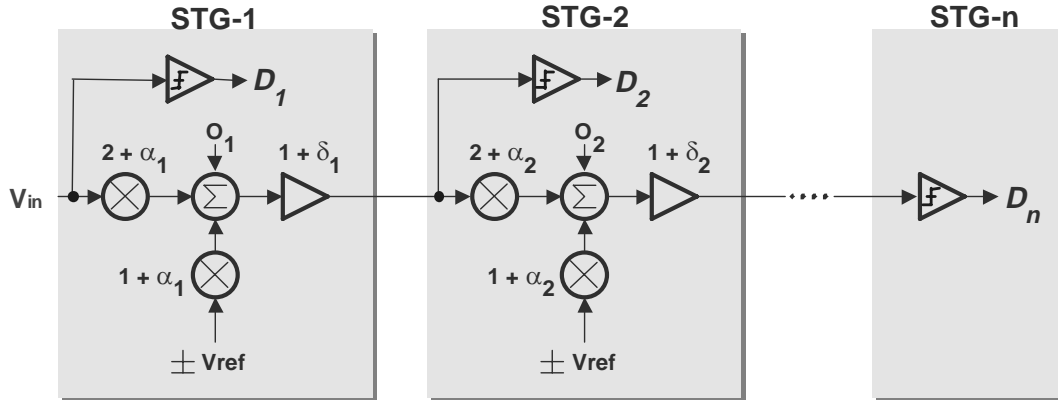 STG-1
STG-2
STG-n
D1
D2
O1
O2
2 + α1
1 + δ1
2 + α2
1 + δ2
Vin
Σ
Σ
....
Dn
1 + α1
1 + α2
± Vref
± Vref